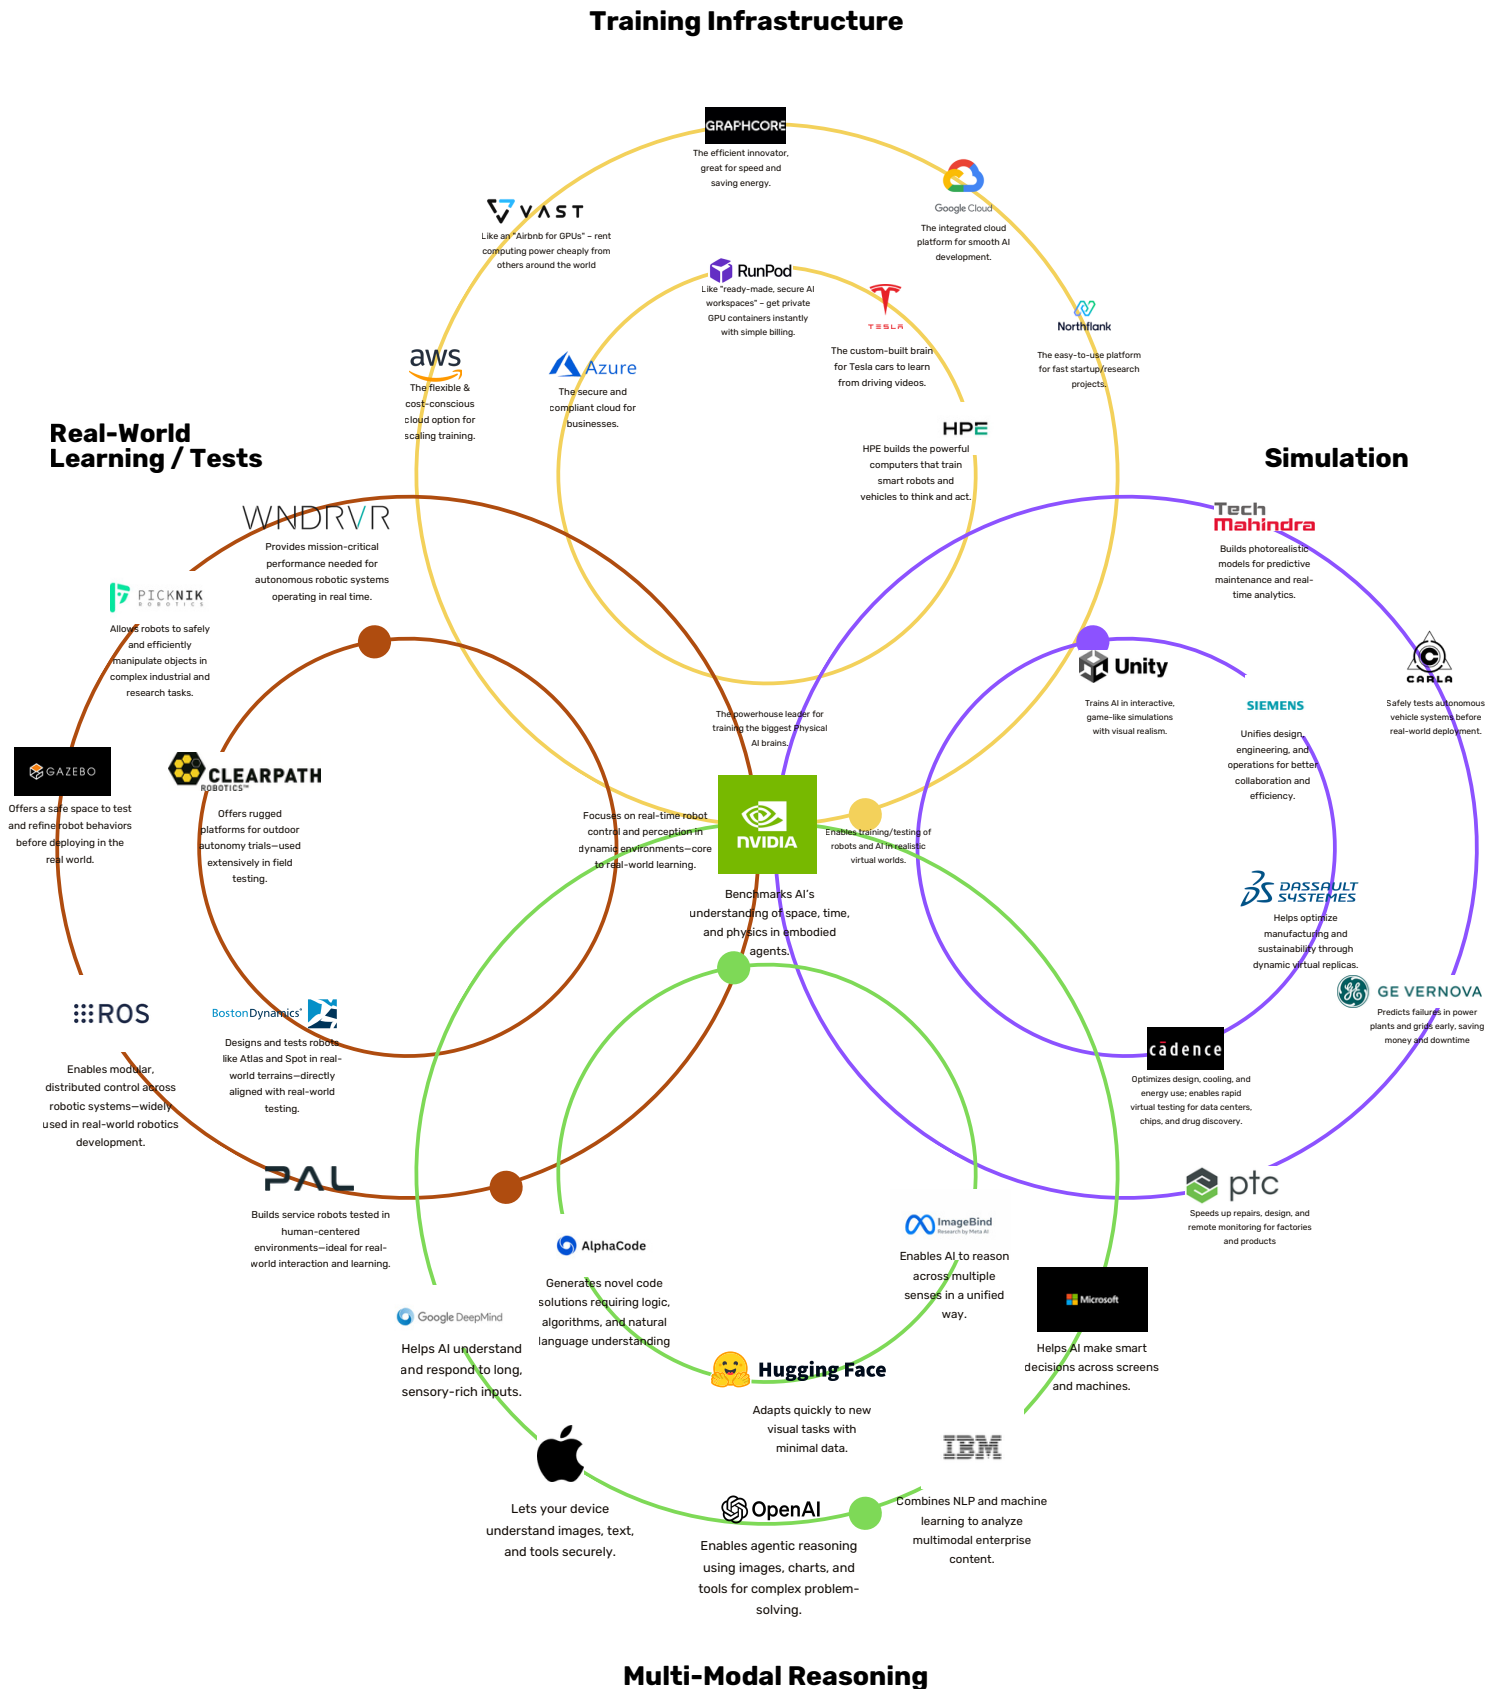 Training Infrastructure
GRAPHCORE
The efficient innovator,
great for speed and
saving energy.
Google Cloud
The integrated cloud
platform for smooth AI
development.
VAST
Like an "Airbnb for GPUs" – rent
computing power cheaply from
others around the world
RunPod
Like "ready-made, secure AI
workspaces" – get private
GPU containers instantly
with simple billing.
TESLA
The custom-built brain
for Tesla cars to learn
from driving videos.
Northflank
The easy-to-use platform
for fast startup/research
projects.
aws
The flexible &
cost-conscious
cloud option for
scaling training.
Azure
The secure and
compliant cloud for
businesses.
HPE
HPE builds the powerful
computers that train
smart robots and
vehicles to think and act.
Real-World
Learning / Tests
WNDRVR
Provides mission-critical
performance needed for
autonomous robotic systems
operating in real time.
PICKNIK
ROBOTICS
Allows robots to safely
and efficiently
manipulate objects in
complex industrial and
research tasks.
GAZEBO
Offers a safe space to test
and refine robot behaviors
before deploying in the
real world.
CLEARPATH
ROBOTICS™
Offers rugged
platforms for outdoor
autonomy trials—used
extensively in field
testing.
ROS
Enables modular,
distributed control across
robotic systems—widely
used in real-world robotics
development.
BostonDynamics®
Designs and tests robots
like Atlas and Spot in real-
world terrains—directly
aligned with real-world
testing.
PAL
Builds service robots tested in
human-centered
environments—ideal for real-
world interaction and learning.
The powerhouse leader for
training the biggest Physical
AI brains.
Focuses on real-time robot
control and perception in
dynamic environments—core
to real-world learning.
NVIDIA
Enables training/testing of
robots and AI in realistic
virtual worlds.
Benchmarks AI's
understanding of space, time,
and physics in embodied
agents.
Simulation
Tech
Mahindra
Builds photorealistic
models for predictive
maintenance and real-
time analytics.
Unity
Trains AI in interactive,
game-like simulations
with visual realism.
SIEMENS
Unifies design,
engineering, and
operations for better
collaboration and
efficiency.
CARLA
Safely tests autonomous
vehicle systems before
real-world deployment.
DASSAULT
SYSTEMES
Helps optimize
manufacturing and
sustainability through
dynamic virtual replicas.
GE VERNOVA
Predicts failures in power
plants and grids early, saving
money and downtime
cādence
Optimizes design, cooling, and
energy use; enables rapid
virtual testing for data centers,
chips, and drug discovery.
ptc
Speeds up repairs, design, and
remote monitoring for factories
and products
AlphaCode
Generates novel code
solutions requiring logic,
algorithms, and natural
language understanding
ImageBind
Research by Meta AI
Enables AI to reason
across multiple
senses in a unified
way.
Google DeepMind
Helps AI understand
and respond to long,
sensory-rich inputs.
Microsoft
Helps AI make smart
decisions across screens
and machines.
Hugging Face
Adapts quickly to new
visual tasks with
minimal data.
Lets your device
understand images, text,
and tools securely.
OpenAI
Enables agentic reasoning
using images, charts, and
tools for complex problem-
solving.
IBM
Combines NLP and machine
learning to analyze
multimodal enterprise
content.
Multi-Modal Reasoning